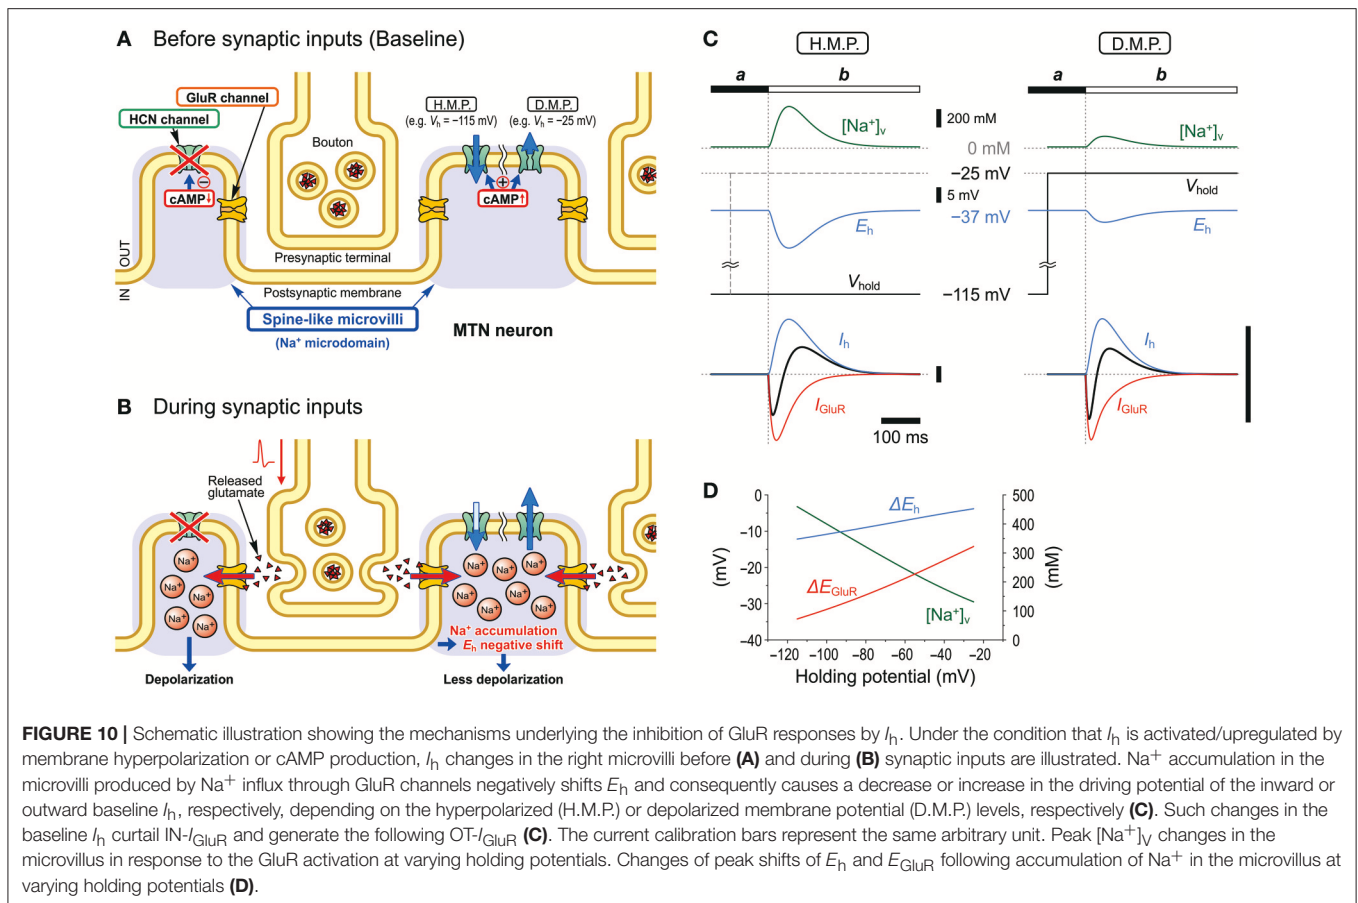 A Before synaptic inputs (Baseline)
GluR channel
HCN channel
H.M.P.
(e.g. Vh = −115 mV)
D.M.P.
(e.g. Vh = −25 mV)
Bouton
−
cAMP↓
+
cAMP↑
OUT
IN
Presynaptic terminal
Postsynaptic membrane
Spine-like microvilli
(Na⁺ microdomain)
MTN neuron
B During synaptic inputs
Released
glutamate
Na⁺
Na⁺
Na⁺
Na⁺
Na⁺
Na⁺
Na⁺
Na⁺
Na⁺
Na⁺
Na⁺
Na⁺ accumulation
Eh negative shift
Depolarization
Less depolarization
C
H.M.P.
D.M.P.
a b
a b
[Na⁺]v
200 mM
0 mM
−25 mV
5 mV
−37 mV
Eh
Vhold
−115 mV
[Na⁺]v
Vhold
Eh
Ih
IGluR
100 ms
Ih
IGluR
D
0
−10
−20
−30
−40
(mV)
ΔEh
ΔEGluR
[Na⁺]v
500
400
300
200
100
0
(mM)
−120 −100 −80 −60 −40 −20
Holding potential (mV)
FIGURE 10 | Schematic illustration showing the mechanisms underlying the inhibition of GluR responses by Ih. Under the condition that Ih is activated/upregulated by
membrane hyperpolarization or cAMP production, Ih changes in the right microvilli before (A) and during (B) synaptic inputs are illustrated. Na⁺ accumulation in the
microvilli produced by Na⁺ influx through GluR channels negatively shifts Eh and consequently causes a decrease or increase in the driving potential of the inward or
outward baseline Ih, respectively, depending on the hyperpolarized (H.M.P.) or depolarized membrane potential (D.M.P.) levels, respectively (C). Such changes in the
baseline Ih curtail IN-IGluR and generate the following OT-IGluR (C). The current calibration bars represent the same arbitrary unit. Peak [Na⁺]V changes in the
microvillus in response to the GluR activation at varying holding potentials. Changes of peak shifts of Eh and EGluR following accumulation of Na⁺ in the microvillus at
varying holding potentials (D).